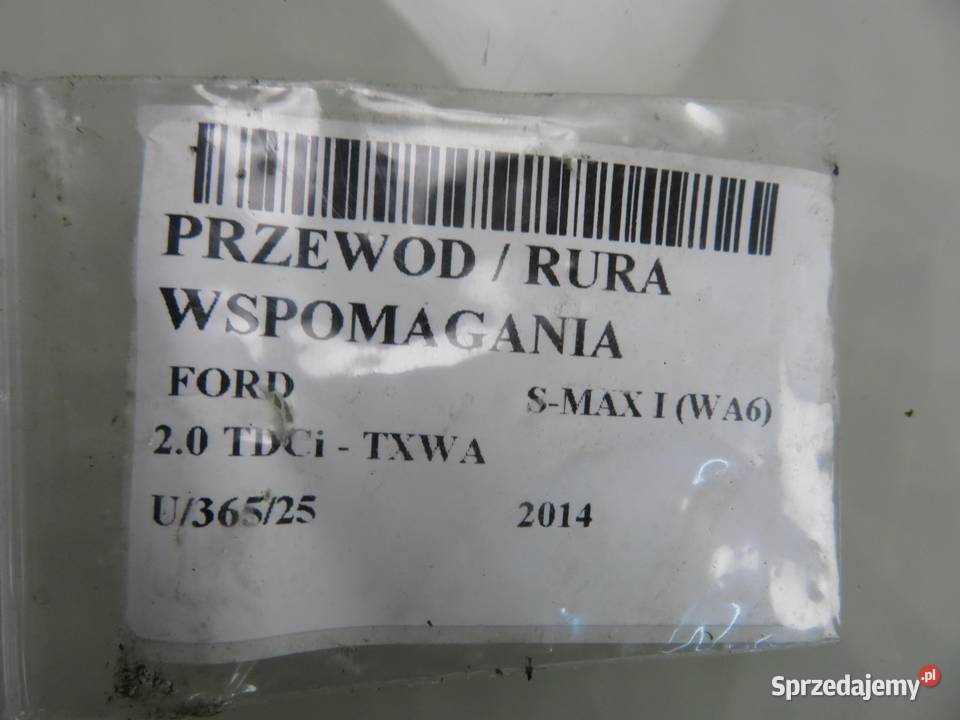 PRZEWOD / RURA
WSPOMAGANIA
FORD S-MAX I (WA6)
2.0 TDCi - TXWA
U/365/25 2014
Sprzedajemy.pl